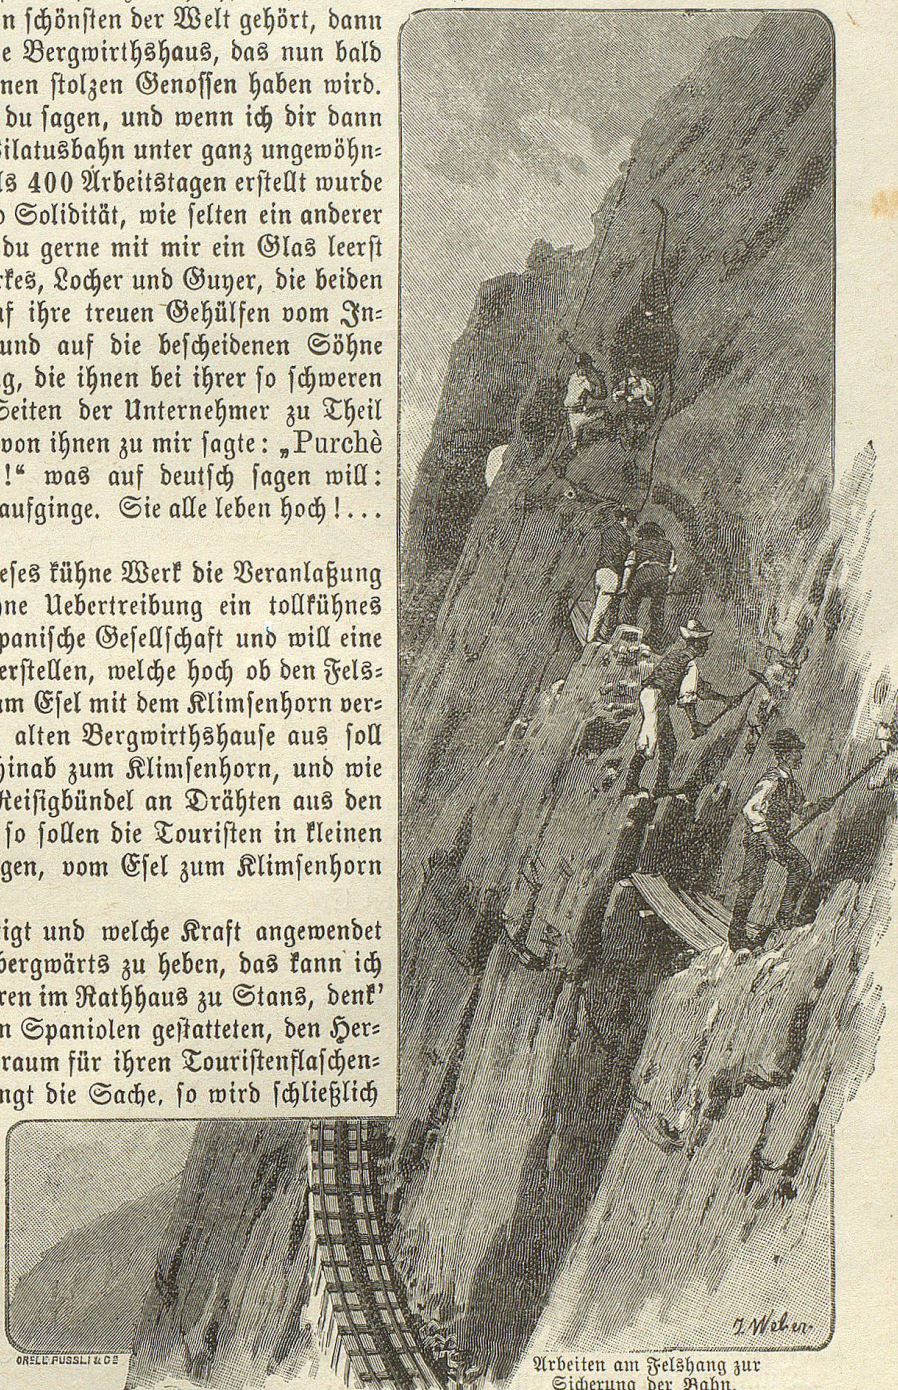 n schönsten der Welt gehört, dann
e Bergwirthshaus, das nun bald
nen stolzen Genossen haben wird.
du sagen, und wenn ich dir dann
ilatusbahn unter ganz ungewöhn⸗
ls 400 Arbeitstagen erstellt wurde
Solidität, wie selten ein anderer
du gerne mit mir ein Glas leerst
rkes, Locher und Guyer, die beiden
uf ihre treuen Gehülfen vom In⸗
und auf die bescheidenen Söhne
g, die ihnen bei ihrer so schweren
Seiten der Unternehmer zu Theil
von ihnen zu mir sagte: „Purchè
!“ was auf deutsch sagen will:
aufginge. Sie alle leben hoch!...
eses kühne Werk die Veranlaßung
ne Uebertreibung ein tollkühnes
panische Gesellschaft und will eine
erstellen, welche hoch ob den Fels⸗
m Esel mit dem Klimsenhorn ver⸗
alten Bergwirthshause aus soll
hinab zum Klimsenhorn, und wie
Reisigbündel an Drähten aus den
so sollen die Touristen in kleinen
gen, vom Esel zum Klimsenhorn
igt und welche Kraft angewendet
bergwärts zu heben, das kann ich
ren im Rathhaus zu Stans, denk’
n Spaniolen gestatteten, den Her⸗
raum für ihren Touristenflaschen⸗
ngt die Sache, so wird schließlich
J. Weber.
ORELL FUSSLI & CE
Arbeiten am Felshang zur
Sicherung der Bahn.